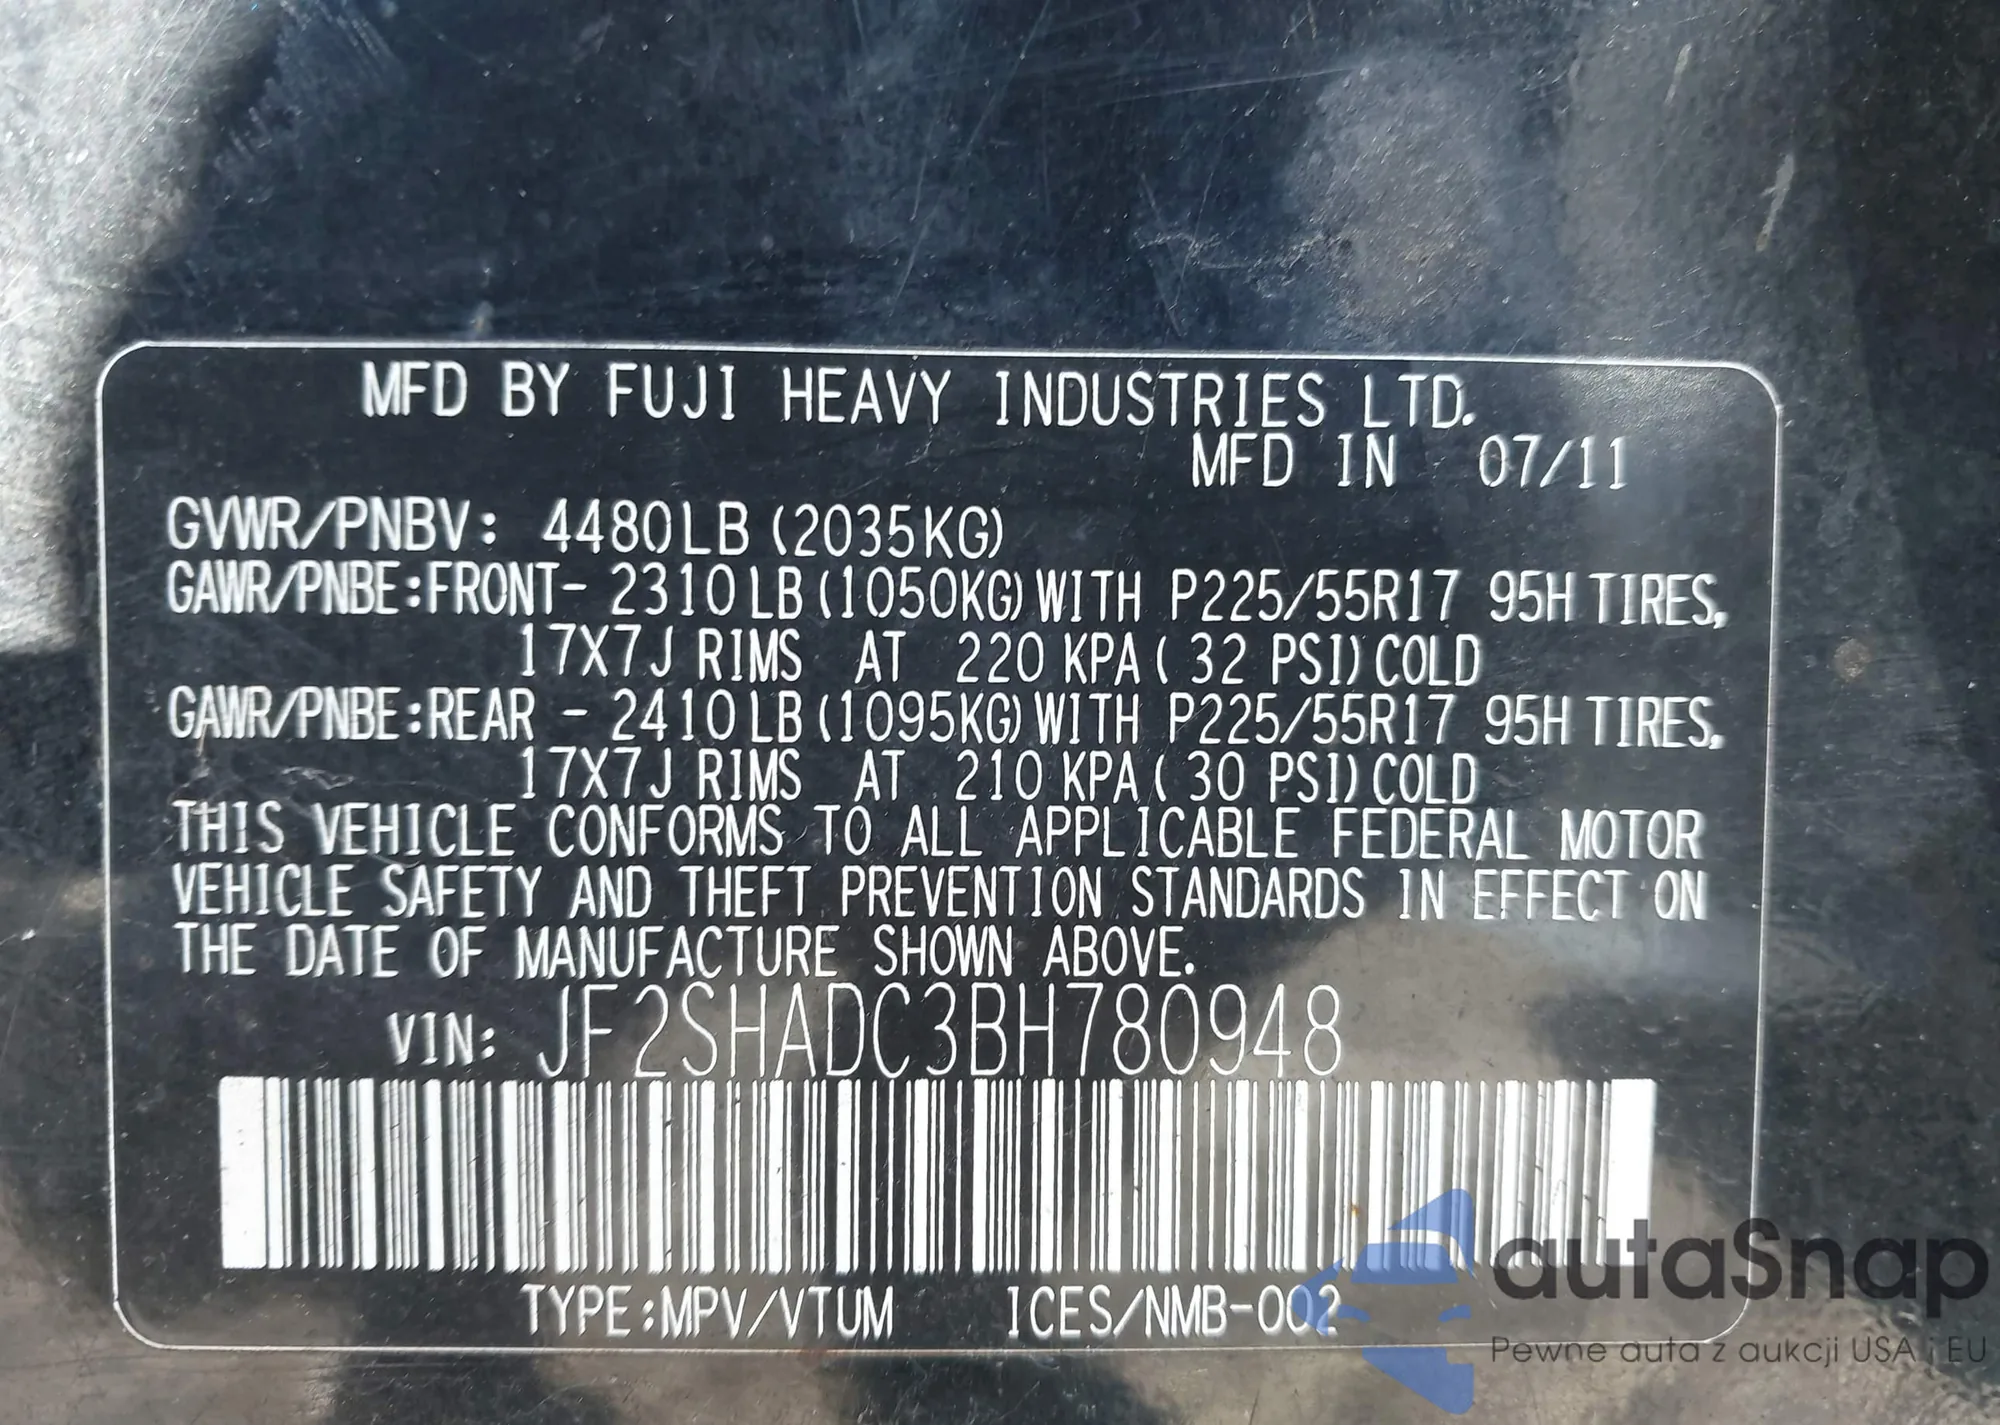 MFD BY FUJI HEAVY INDUSTRIES LTD.
MFD IN 07/11
GVWR/PNBV: 4480LB (2035KG)
GAWR/PNBE:FRONT- 2310LB(1050KG)WITH P225/55R17 95H TIRES,
17X7J RIMS AT 220 KPA( 32 PSI)COLD
GAWR/PNBE:REAR - 2410LB(1095KG)WITH P225/55R17 95H TIRES,
17X7J RIMS AT 210 KPA( 30 PSI)COLD
THIS VEHICLE CONFORMS TO ALL APPLICABLE FEDERAL MOTOR
VEHICLE SAFETY AND THEFT PREVENTION STANDARDS IN EFFECT ON
THE DATE OF MANUFACTURE SHOWN ABOVE.
VIN: JF2SHADC3BH780948
TYPE:MPV/VTUM ICES/NMB-002
autaSnap
Pewne auta z aukcji USA i EU